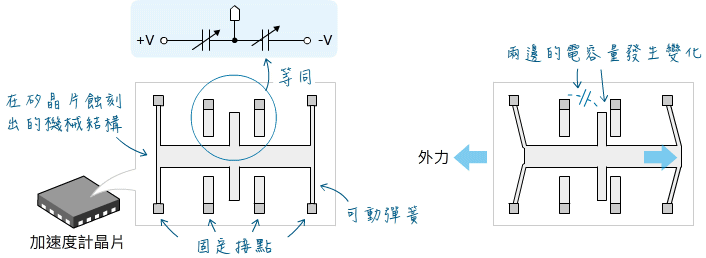 +V
-V
等同
在矽晶片蝕刻
出的機械結構
加速度計晶片
固定接點
可動彈簧
兩邊的電容量發生變化
外力